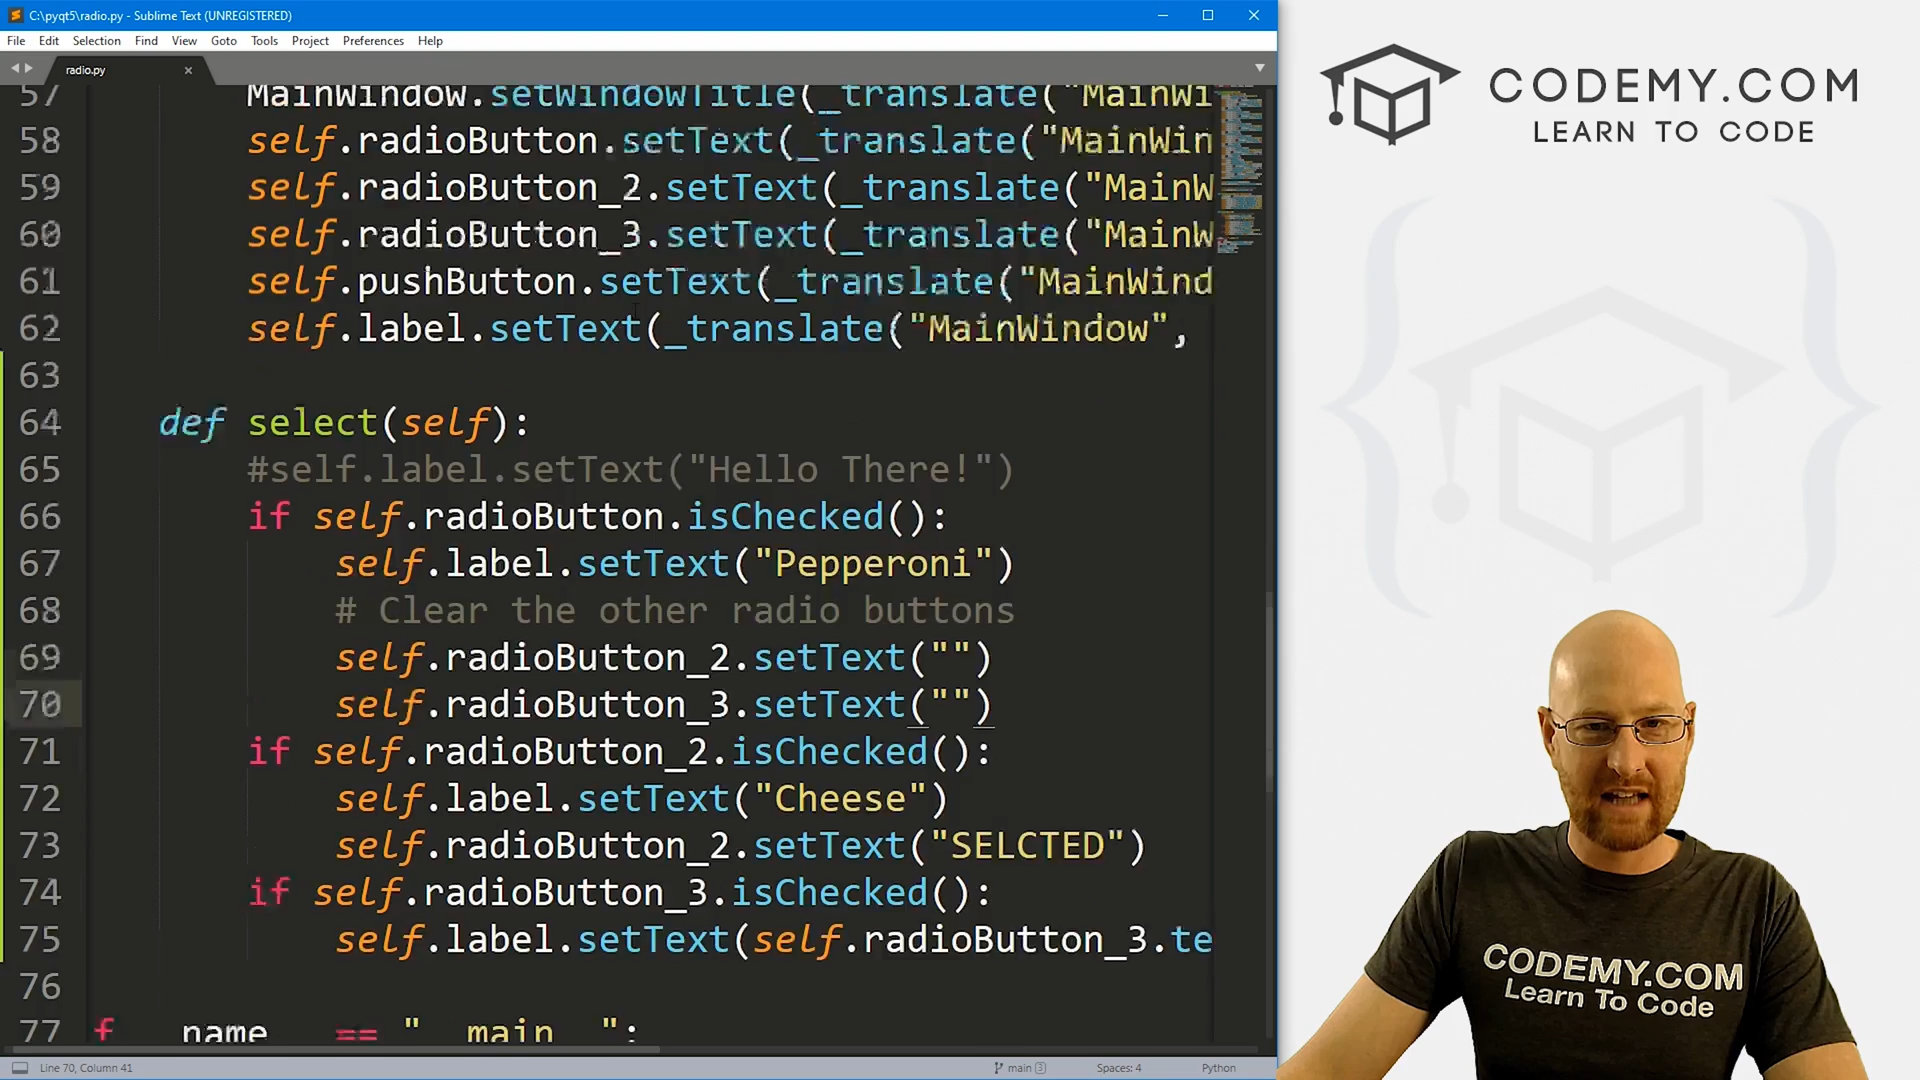 C:\pyqt5\radio.py - Sublime Text (UNREGISTERED)
File Edit Selection Find View Goto Tools Project Preferences Help
radio.py
57 MainWindow.setWindowTitle(_translate("MainWi
58 self.radioButton.setText(_translate("MainWin
59 self.radioButton_2.setText(_translate("MainW
60 self.radioButton_3.setText(_translate("MainW
61 self.pushButton.setText(_translate("MainWind
62 self.label.setText(_translate("MainWindow",
63
64 def select(self):
65 #self.label.setText("Hello There!")
66 if self.radioButton.isChecked():
67 self.label.setText("Pepperoni")
68 # Clear the other radio buttons
69 self.radioButton_2.setText("")
70 self.radioButton_3.setText("")
71 if self.radioButton_2.isChecked():
72 self.label.setText("Cheese")
73 self.radioButton_2.setText("SELCTED")
74 if self.radioButton_3.isChecked():
75 self.label.setText(self.radioButton_3.te
76
77 f __name__ == "__main__":
Line 70, Column 41
main 3
Spaces: 4
Python
CODEMY.COM
LEARN TO CODE
CODEMY.COM
Learn To Code